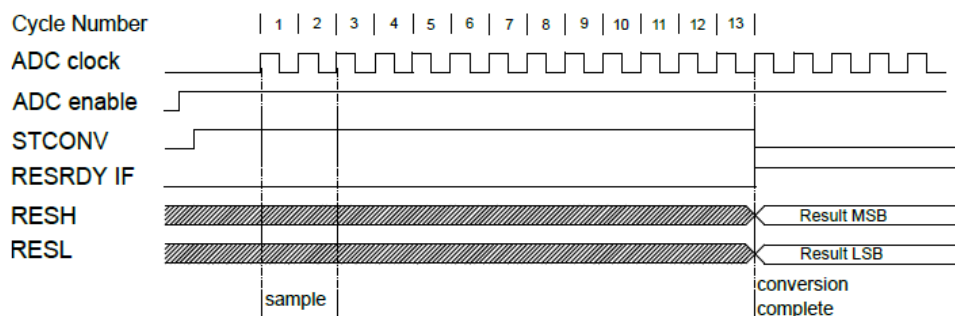 Cycle Number 1 2 3 4 5 6 7 8 9 10 11 12 13
ADC clock
ADC enable
STCONV
RESRDY IF
RESH Result MSB
RESL Result LSB
sample
conversion
complete